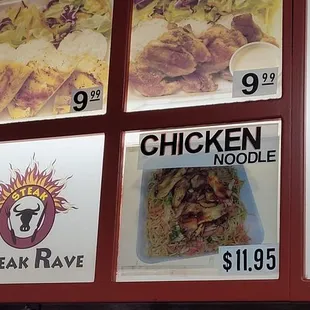 9.99
9.99
CHICKEN
NOODLE
STEAK
EAK RAVE
$11.95